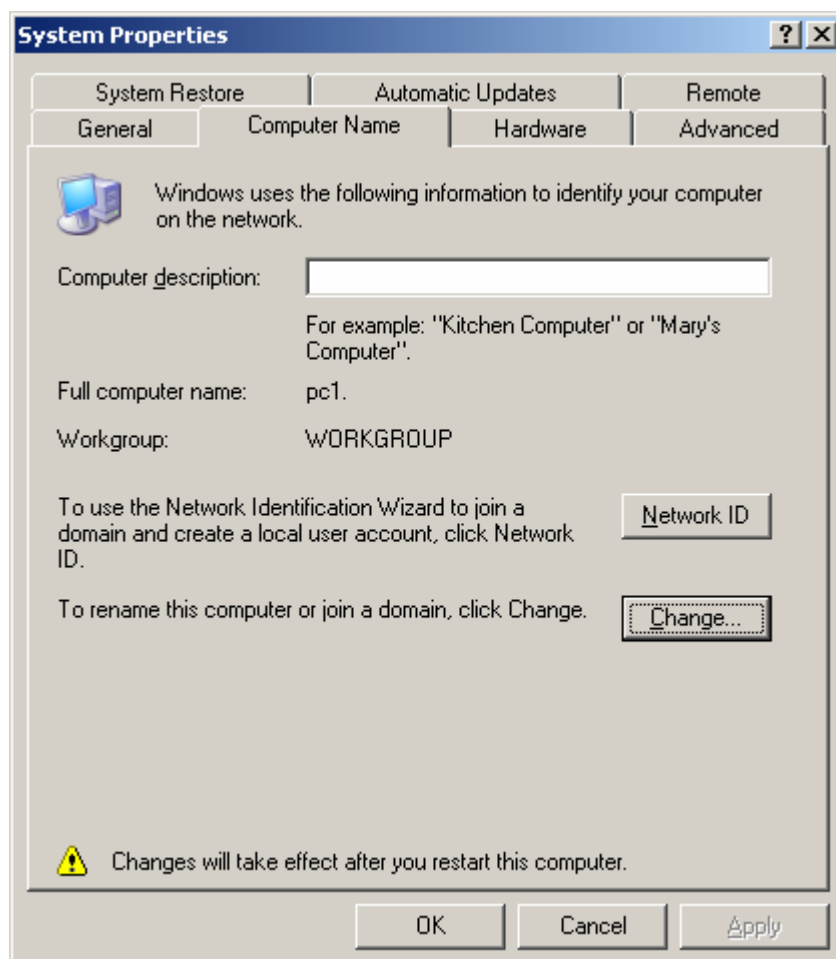 System Properties
System Restore
Automatic Updates
Remote
General
Computer Name
Hardware
Advanced
Windows uses the following information to identify your computer
on the network.
Computer description:
For example: "Kitchen Computer" or "Mary's
Computer".
Full computer name:
pc1.
Workgroup:
WORKGROUP
To use the Network Identification Wizard to join a
domain and create a local user account, click Network
ID.
Network ID
To rename this computer or join a domain, click Change.
Change...
Changes will take effect after you restart this computer.
OK
Cancel
Apply